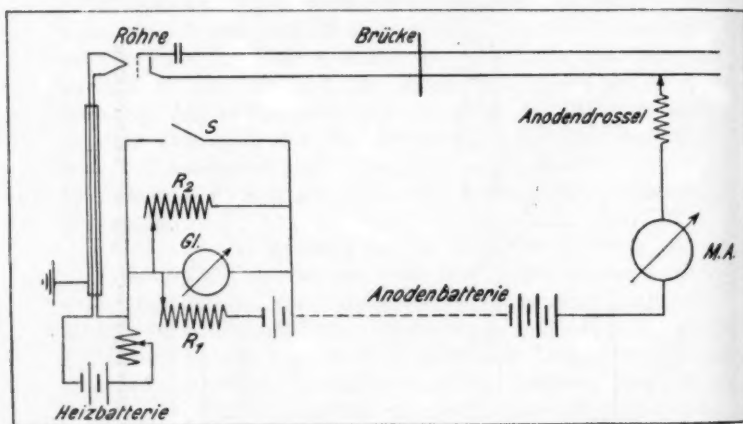 Röhre
Brücke
Anodendrossel
S
R2
Gl.
M.A.
Anodenbatterie
R1
Heizbatterie